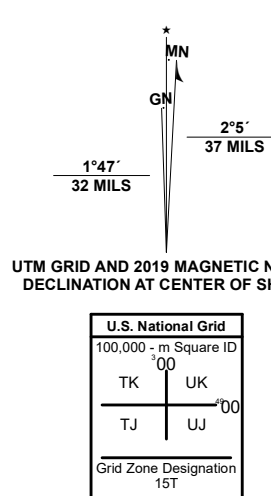 ★
MN
GN
2°5´
37 MILS
1°47´
32 MILS
UTM GRID AND 2019 MAGNETIC N
DECLINATION AT CENTER OF SH
U.S. National Grid
100,000 - m Square ID
300
TK UK
4900
TJ UJ
Grid Zone Designation
15T